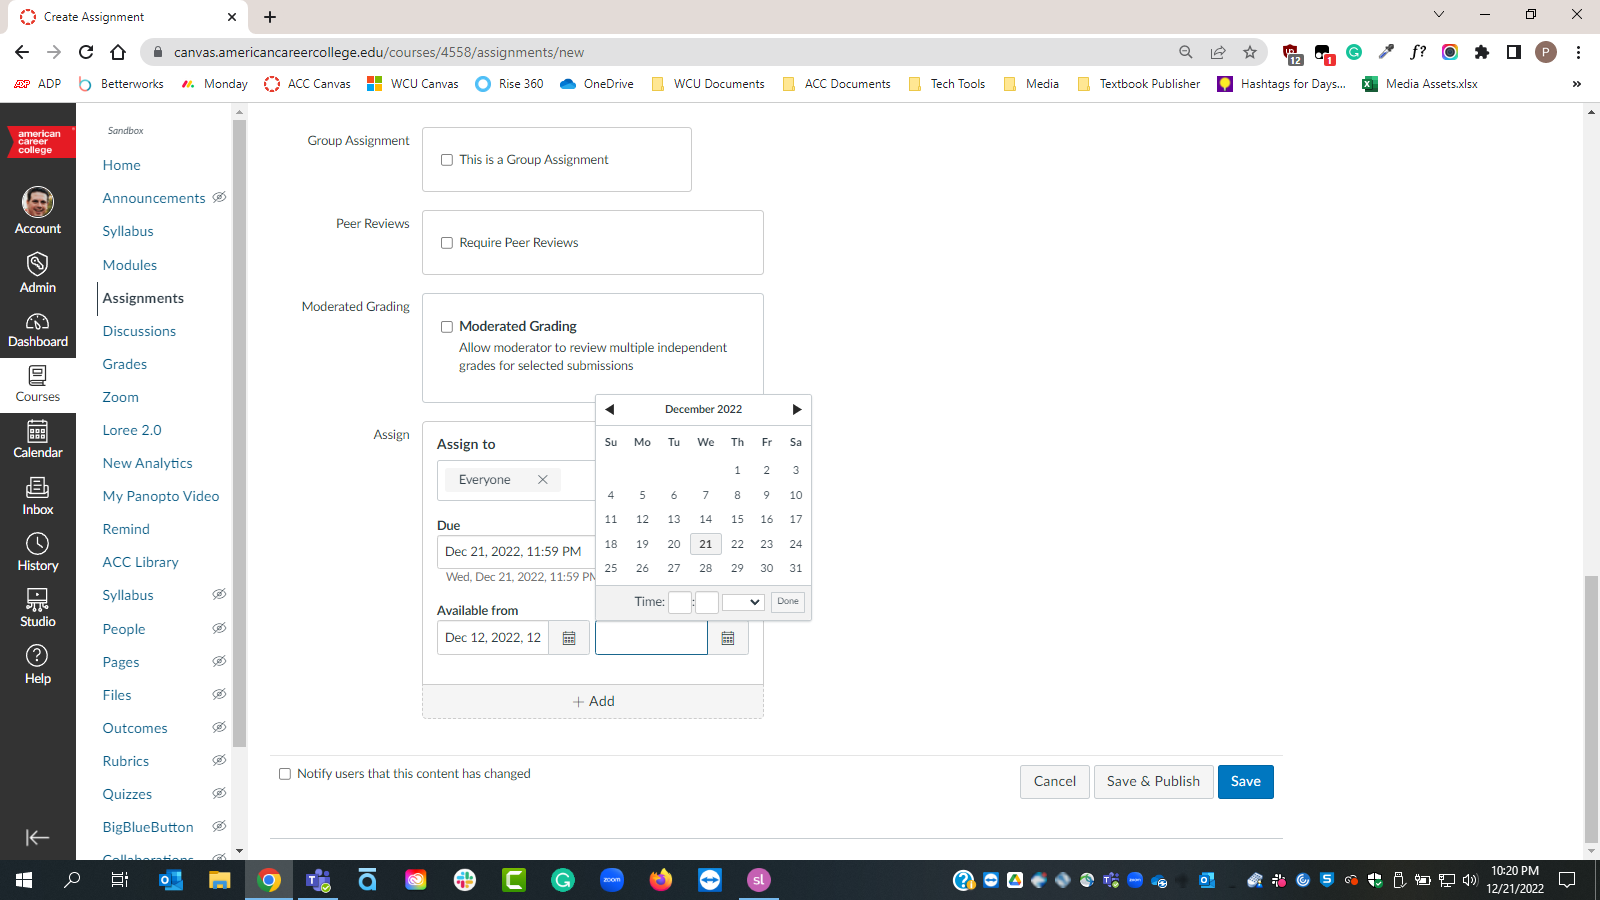 Create Assignment
canvas.americancareercollege.edu/courses/4558/assignments/new
12
1
P
ADP
Betterworks
Monday
ACC Canvas
WCU Canvas
Rise 360
OneDrive
WCU Documents
ACC Documents
Tech Tools
Media
Textbook Publisher
Hashtags for Days...
Media Assets.xlsx
american
career
college
Account
Admin
Dashboard
Courses
Calendar
Inbox
History
Studio
Help
Sandbox
Home
Announcements
Syllabus
Modules
Assignments
Discussions
Grades
Zoom
Loree 2.0
New Analytics
My Panopto Video
Remind
ACC Library
Syllabus
People
Pages
Files
Outcomes
Rubrics
Quizzes
BigBlueButton
Collaborations
Group Assignment
This is a Group Assignment
Peer Reviews
Require Peer Reviews
Moderated Grading
Moderated Grading
Allow moderator to review multiple independent
grades for selected submissions
Assign
Assign to
Everyone
Due
Dec 21, 2022, 11:59 PM
Wed, Dec 21, 2022, 11:59 PM
Available from
Dec 12, 2022, 12
December 2022
Su Mo Tu We Th Fr Sa
1 2 3
4 5 6 7 8 9 10
11 12 13 14 15 16 17
18 19 20 21 22 23 24
25 26 27 28 29 30 31
Time: :
Done
+ Add
Notify users that this content has changed
Cancel
Save & Publish
Save
zoom
sl
10:20 PM
12/21/2022